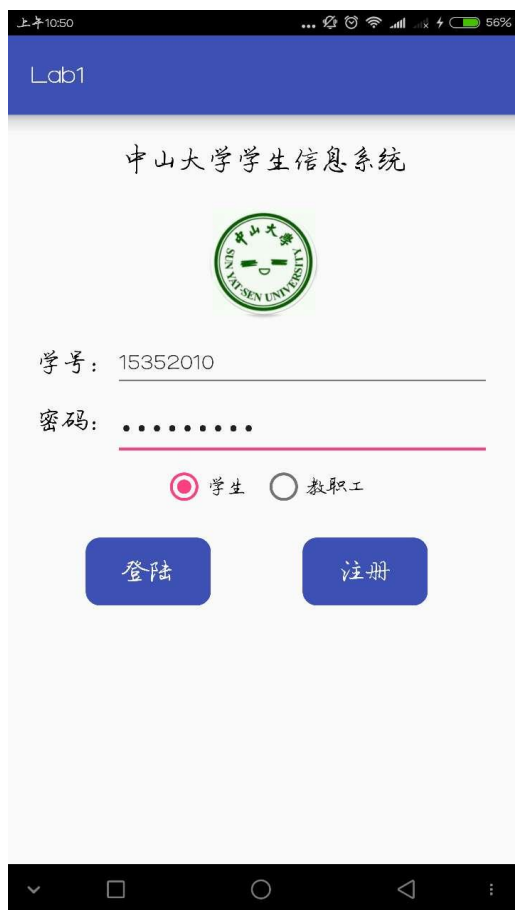 上午10:50 ... 56%
Lab1
中山大学学生信息系统
中山大学
SUN YAT-SEN UNIVERSITY
学号: 15352010
密码: •••••••••
学生 教职工
登陆 注册